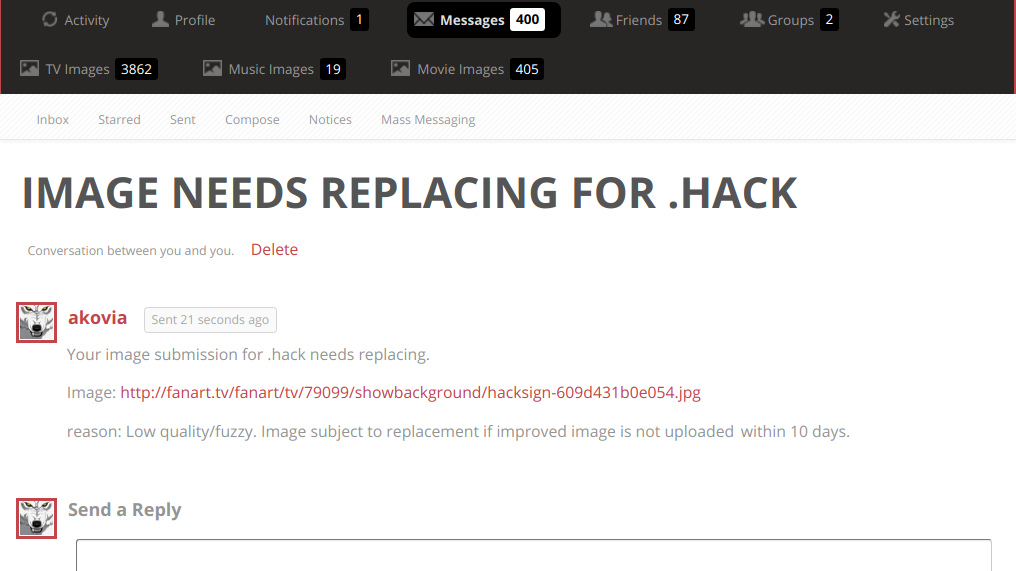 Activity Profile Notifications 1 Messages 400 Friends 87 Groups 2 Settings
TV Images 3862 Music Images 19 Movie Images 405
Inbox Starred Sent Compose Notices Mass Messaging
IMAGE NEEDS REPLACING FOR .HACK
Conversation between you and you. Delete
akovia Sent 21 seconds ago
Your image submission for .hack needs replacing.
Image: http://fanart.tv/fanart/tv/79099/showbackground/hacksign-609d431b0e054.jpg
reason: Low quality/fuzzy. Image subject to replacement if improved image is not uploaded within 10 days.
Send a Reply